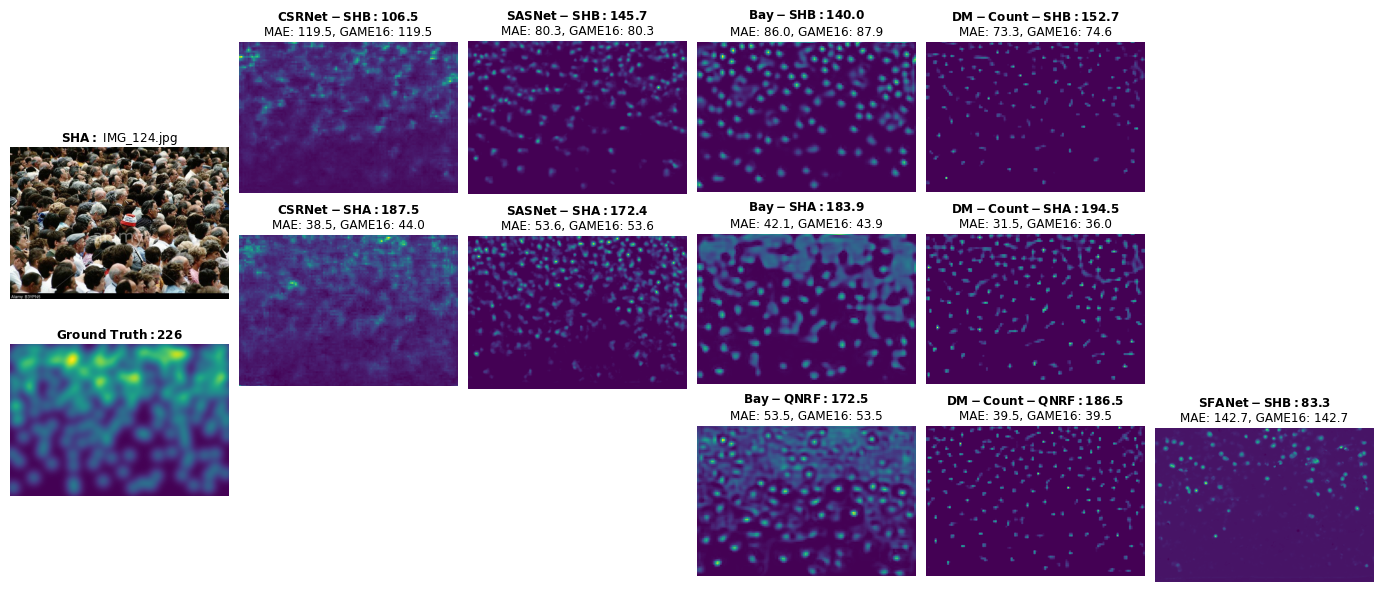 CSRNet − SHB : 106.5
MAE: 119.5, GAME16: 119.5
SASNet − SHB : 145.7
MAE: 80.3, GAME16: 80.3
Bay − SHB : 140.0
MAE: 86.0, GAME16: 87.9
DM − Count − SHB : 152.7
MAE: 73.3, GAME16: 74.6
SHA : IMG_124.jpg
CSRNet − SHA : 187.5
MAE: 38.5, GAME16: 44.0
SASNet − SHA : 172.4
MAE: 53.6, GAME16: 53.6
Bay − SHA : 183.9
MAE: 42.1, GAME16: 43.9
DM − Count − SHA : 194.5
MAE: 31.5, GAME16: 36.0
Ground Truth : 226
Bay − QNRF : 172.5
MAE: 53.5, GAME16: 53.5
DM − Count − QNRF : 186.5
MAE: 39.5, GAME16: 39.5
SFANet − SHB : 83.3
MAE: 142.7, GAME16: 142.7